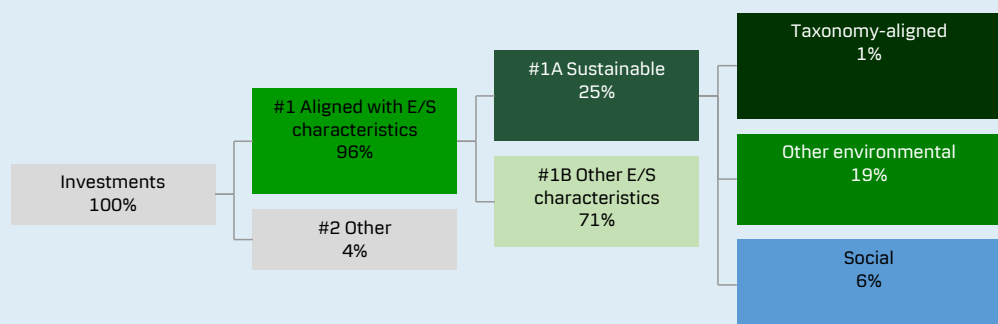 Investments
100%
#1 Aligned with E/S
characteristics
96%
#2 Other
4%
#1A Sustainable
25%
#1B Other E/S
characteristics
71%
Taxonomy-aligned
1%
Other environmental
19%
Social
6%